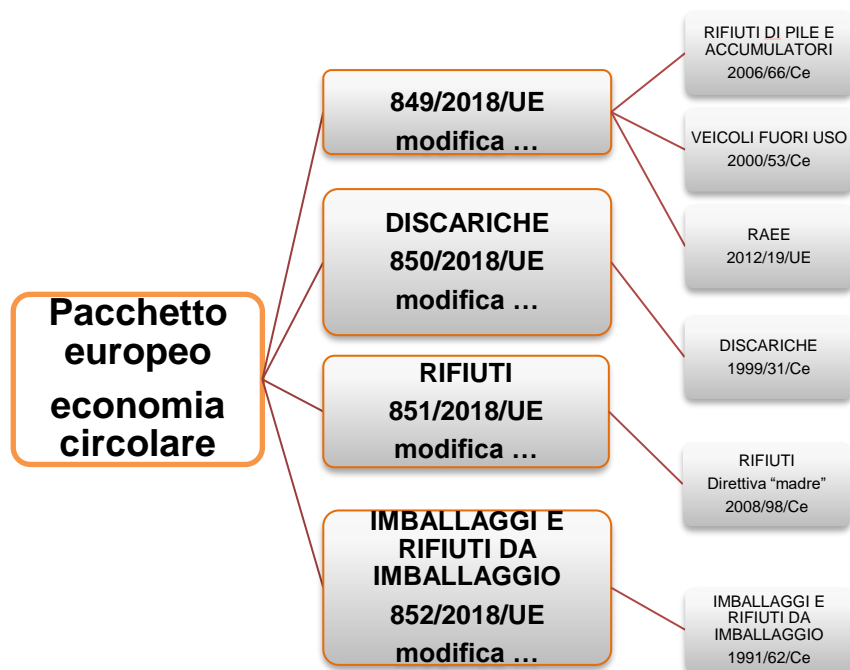 Pacchetto
europeo
economia
circolare
849/2018/UE
modifica …
DISCARICHE
850/2018/UE
modifica …
RIFIUTI
851/2018/UE
modifica …
IMBALLAGGI E
RIFIUTI DA
IMBALLAGGIO
852/2018/UE
modifica …
RIFIUTI DI PILE E
ACCUMULATORI
2006/66/Ce
VEICOLI FUORI USO
2000/53/Ce
RAEE
2012/19/UE
DISCARICHE
1999/31/Ce
RIFIUTI
Direttiva “madre”
2008/98/Ce
IMBALLAGGI E
RIFIUTI DA
IMBALLAGGIO
1991/62/Ce